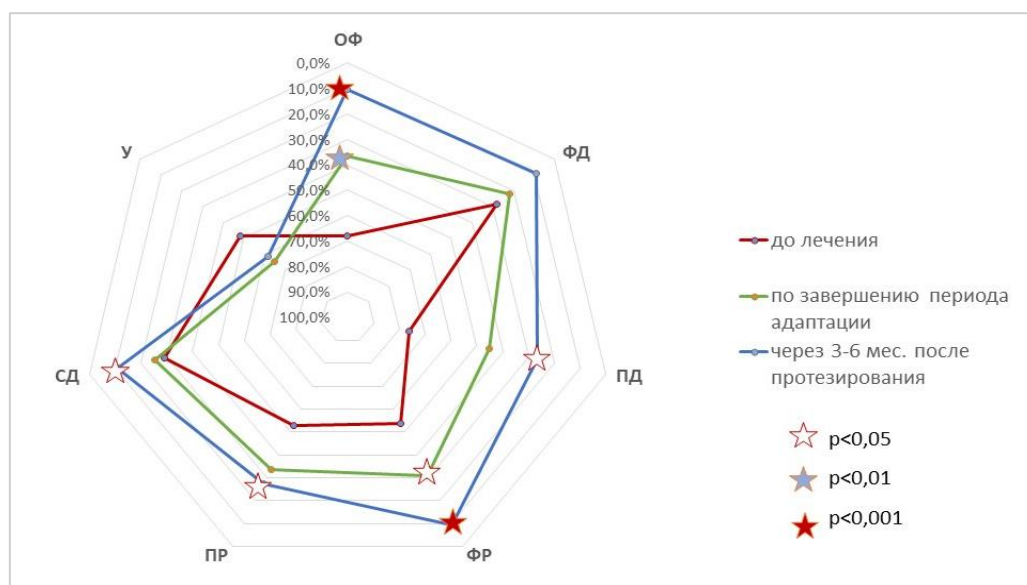 ОФ
0,0%
10,0%
20,0%
30,0%
40,0%
50,0%
60,0%
70,0%
80,0%
90,0%
100,0%
ФД
ПД
ФР
ПР
СД
У
до лечения
по завершению периода
адаптации
через 3-6 мес. после
протезирования
p<0,05
p<0,01
p<0,001